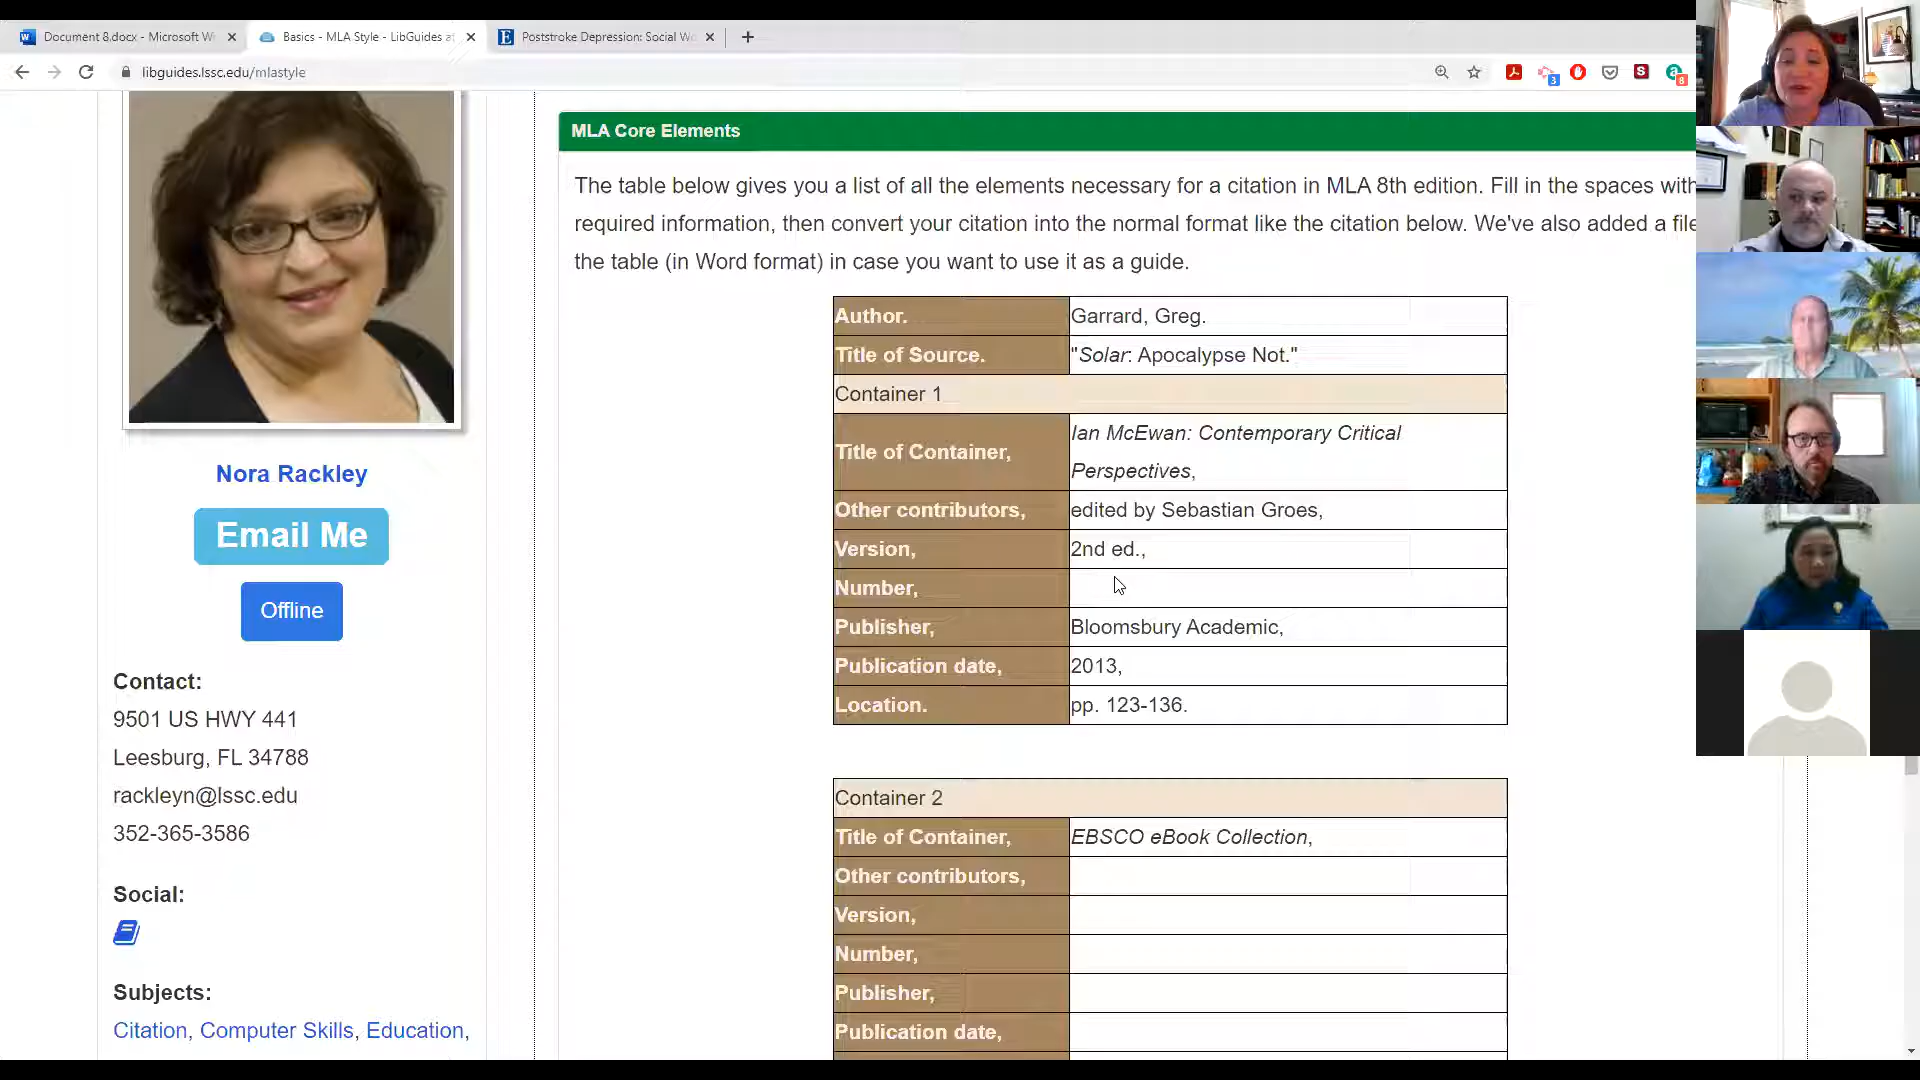 Document 8.docx - Microsoft W
Basics - MLA Style - LibGuides at
Poststroke Depression: Social Wo
libguides.lssc.edu/mlastyle
3
8
MLA Core Elements
The table below gives you a list of all the elements necessary for a citation in MLA 8th edition. Fill in the spaces with
required information, then convert your citation into the normal format like the citation below. We've also added a file
the table (in Word format) in case you want to use it as a guide.
Author. Garrard, Greg.
Title of Source. "Solar: Apocalypse Not."
Container 1
Title of Container, Ian McEwan: Contemporary Critical
Perspectives,
Other contributors, edited by Sebastian Groes,
Version, 2nd ed.,
Number,
Publisher, Bloomsbury Academic,
Publication date, 2013,
Location. pp. 123-136.
Container 2
Title of Container, EBSCO eBook Collection,
Other contributors,
Version,
Number,
Publisher,
Publication date,
Nora Rackley
Email Me
Offline
Contact:
9501 US HWY 441
Leesburg, FL 34788
rackleyn@lssc.edu
352-365-3586
Social:
Subjects:
Citation, Computer Skills, Education,